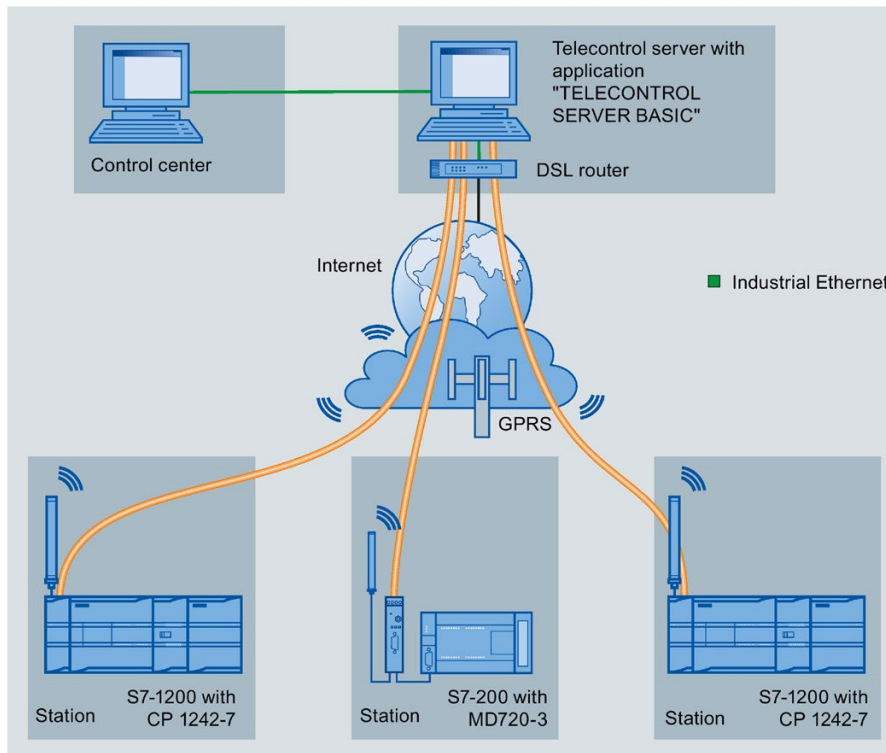 Telecontrol server with
application
"TELECONTROL
SERVER BASIC"
Control center
DSL router
Internet
Industrial Ethernet
GPRS
Station
S7-1200 with
CP 1242-7
Station
S7-200 with
MD720-3
Station
S7-1200 with
CP 1242-7